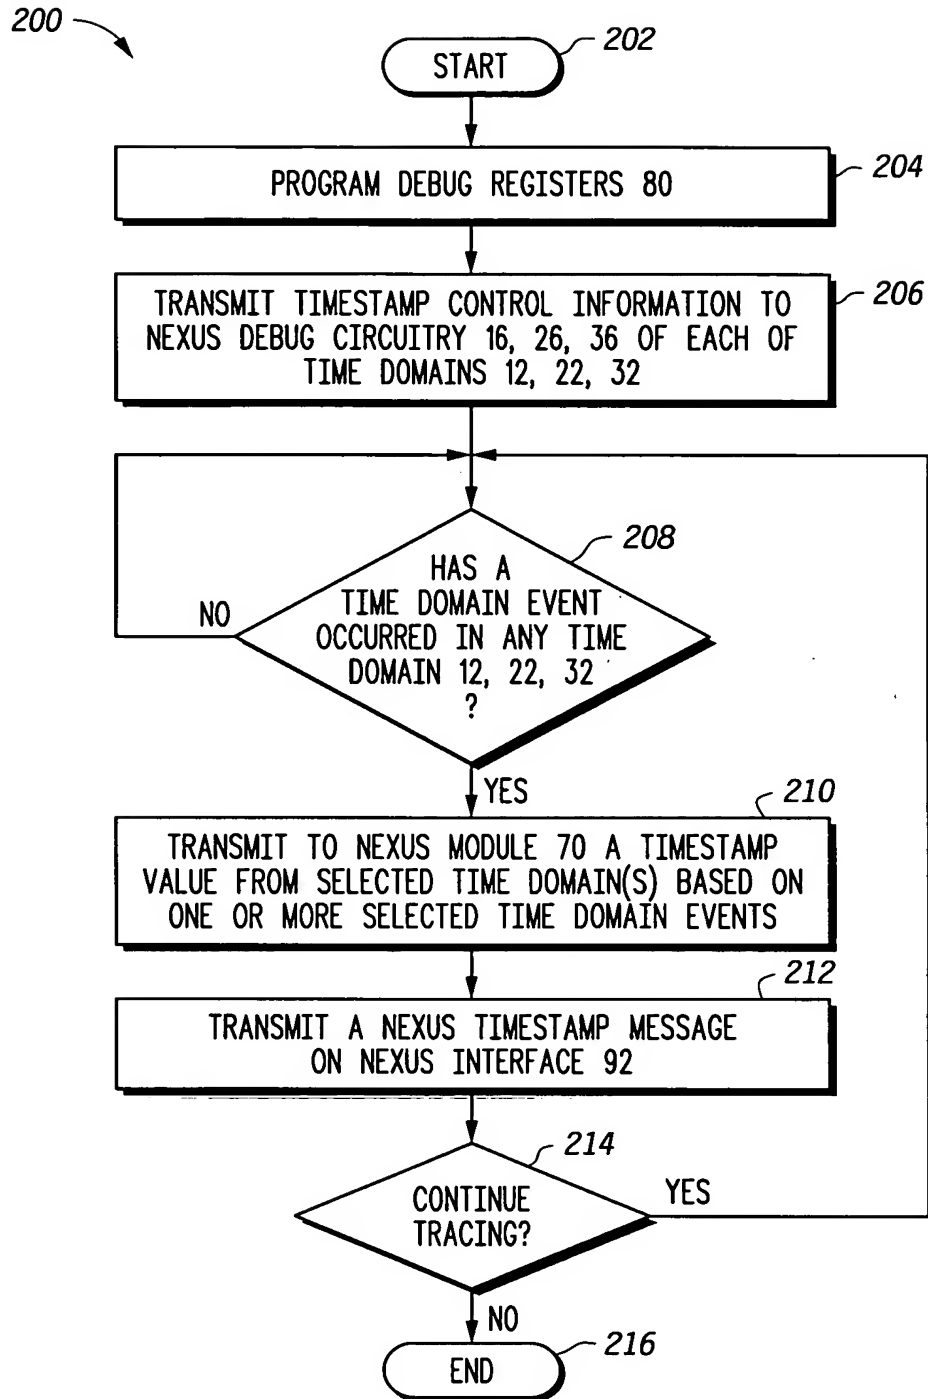 200
START
202
PROGRAM DEBUG REGISTERS 80
204
TRANSMIT TIMESTAMP CONTROL INFORMATION TO
NEXUS DEBUG CIRCUITRY 16, 26, 36 OF EACH OF
TIME DOMAINS 12, 22, 32
206
HAS A
TIME DOMAIN EVENT
OCCURRED IN ANY TIME
DOMAIN 12, 22, 32
?
208
NO
YES
210
TRANSMIT TO NEXUS MODULE 70 A TIMESTAMP
VALUE FROM SELECTED TIME DOMAIN(S) BASED ON
ONE OR MORE SELECTED TIME DOMAIN EVENTS
212
TRANSMIT A NEXUS TIMESTAMP MESSAGE
ON NEXUS INTERFACE 92
214
CONTINUE
TRACING?
YES
NO
END
216